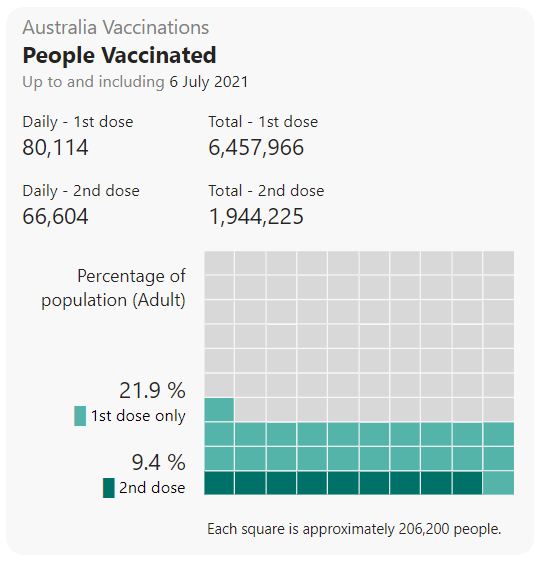 Australia Vaccinations
People Vaccinated
Up to and including 6 July 2021
Daily - 1st dose
Total - 1st dose
80,114
6,457,966
Daily - 2nd dose
Total - 2nd dose
66,604
1,944,225
Percentage of
population (Adult)
21.9 %
1st dose only
9.4 %
2nd dose
Each square is approximately 206,200 people.